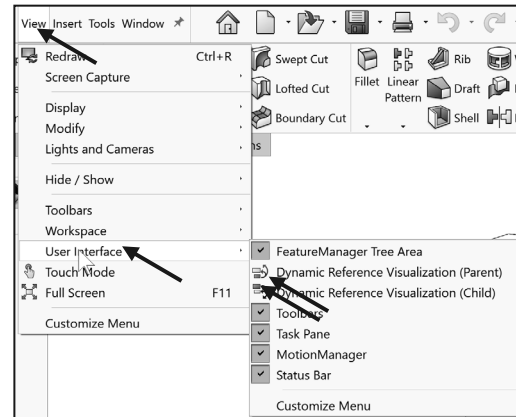 View Insert Tools Window
Redraw Ctrl+R
Screen Capture
Display
Modify
Lights and Cameras
Hide / Show
Toolbars
Workspace
User Interface
Touch Mode
Full Screen F11
Customize Menu
Swept Cut
Lofted Cut
Boundary Cut
Fillet Linear
Pattern
Rib
Draft
Shell
ns
FeatureManager Tree Area
Dynamic Reference Visualization (Parent)
Dynamic Reference Visualization (Child)
Toolbars
Task Pane
MotionManager
Status Bar
Customize Menu